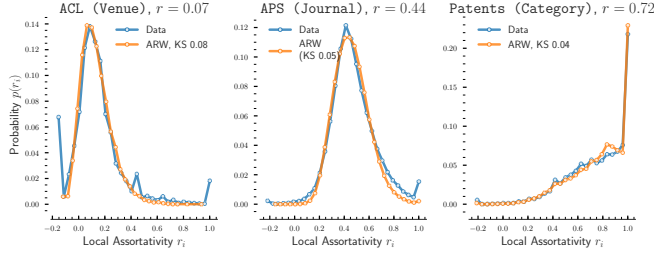 ACL (Venue), r = 0.07
Data
ARW, KS 0.08
Probability p(r_i)
0.14
0.12
0.10
0.08
0.06
0.04
0.02
0.00
−0.2 0.0 0.2 0.4 0.6 0.8 1.0
Local Assortativity r_i
APS (Journal), r = 0.44
Data
ARW
(KS 0.05)
0.12
0.10
0.08
0.06
0.04
0.02
0.00
−0.2 0.0 0.2 0.4 0.6 0.8 1.0
Local Assortativity r_i
Patents (Category), r = 0.72
Data
ARW, KS 0.04
0.20
0.15
0.10
0.05
0.00
−0.2 0.0 0.2 0.4 0.6 0.8 1.0
Local Assortativity r_i